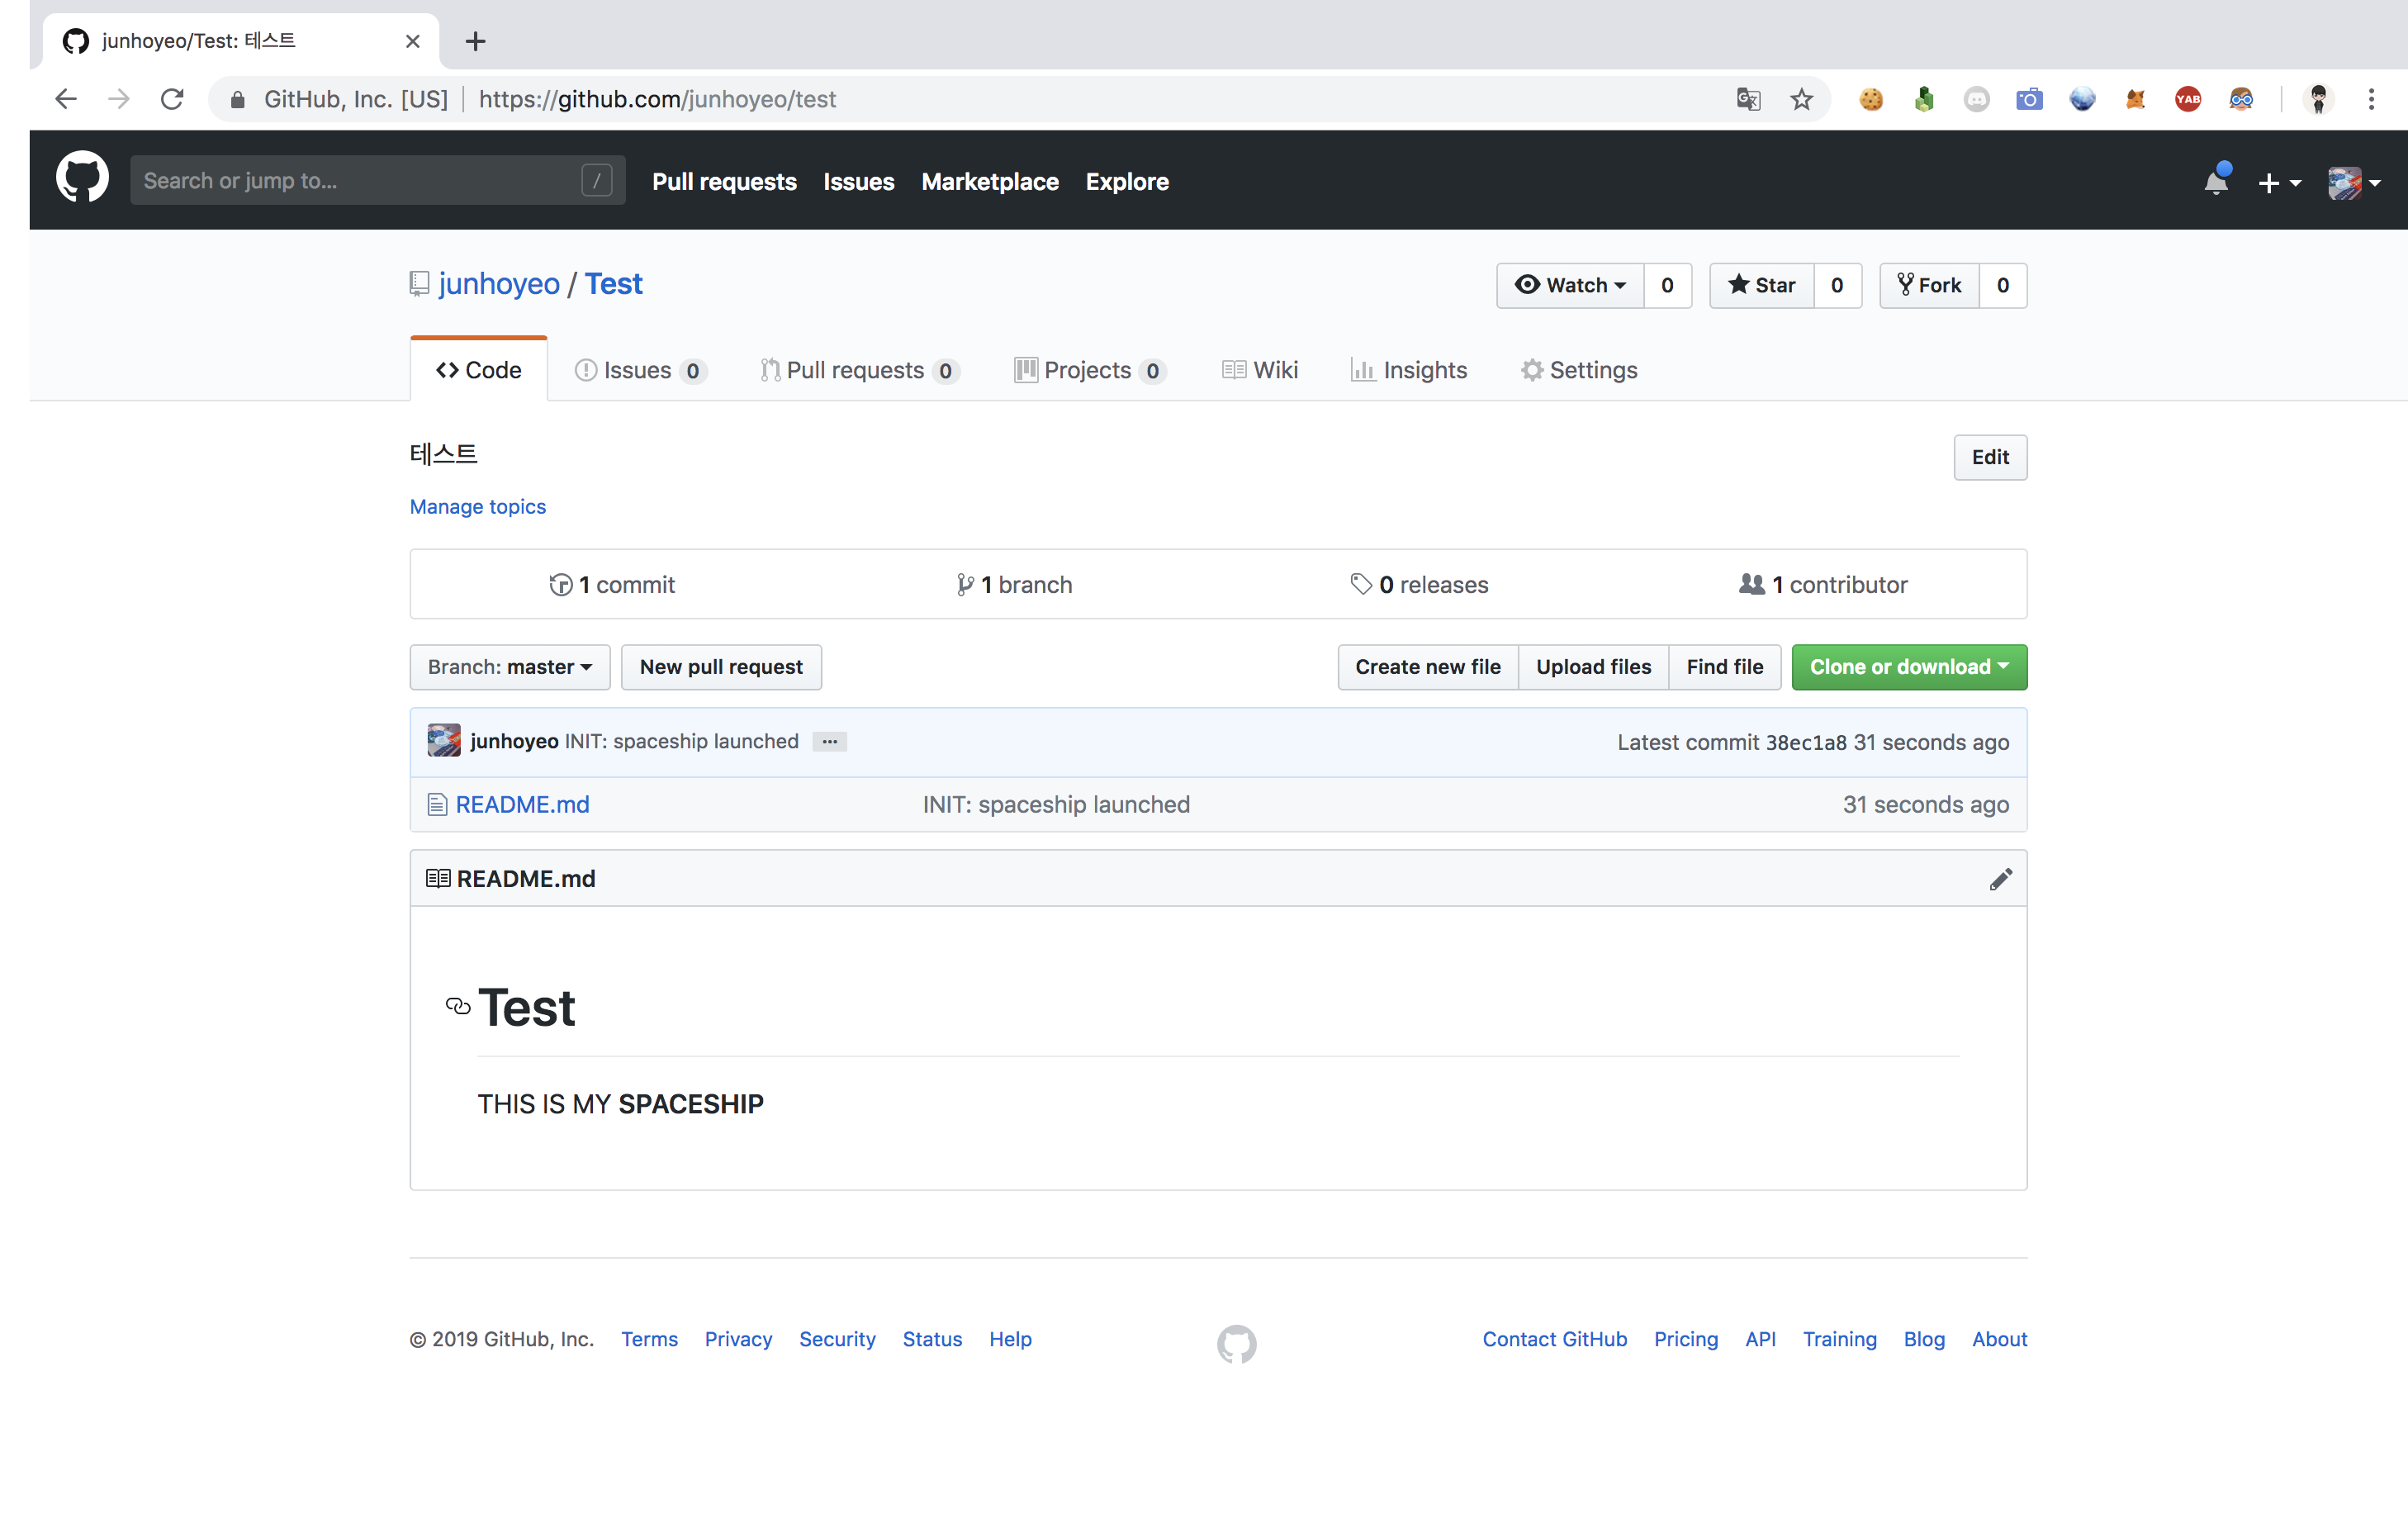 junhoyeo/Test: 테스트
GitHub, Inc. [US] https://github.com/junhoyeo/test
YAB
Search or jump to... / Pull requests Issues Marketplace Explore
junhoyeo / Test Watch 0 Star 0 Fork 0
Code Issues 0 Pull requests 0 Projects 0 Wiki Insights Settings
테스트 Edit
Manage topics
1 commit 1 branch 0 releases 1 contributor
Branch: master New pull request Create new file Upload files Find file Clone or download
junhoyeo INIT: spaceship launched ... Latest commit 38ec1a8 31 seconds ago
README.md INIT: spaceship launched 31 seconds ago
README.md
Test
THIS IS MY SPACESHIP
© 2019 GitHub, Inc. Terms Privacy Security Status Help Contact GitHub Pricing API Training Blog About